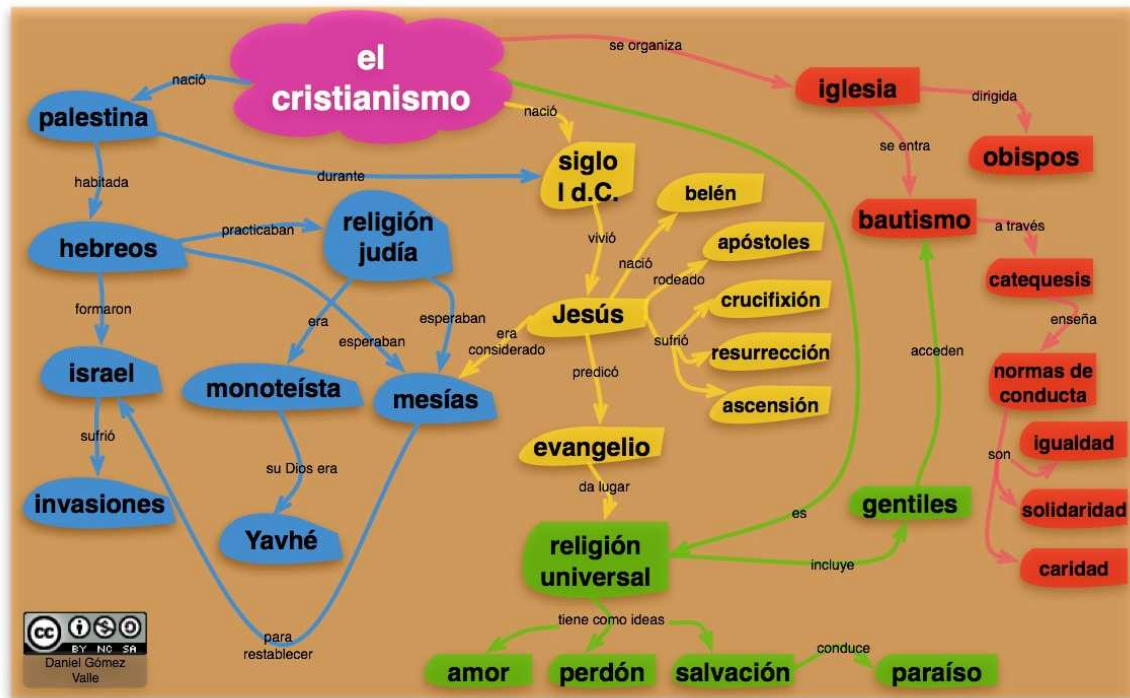 el
cristianismo
se organiza
nació
palestina
nació
iglesia
dirigida
obispos
se entra
siglo
I d.C.
durante
belén
habitada
practicaban
religión
judía
hebreos
vivió
apóstoles
bautismo
a través
nació
rodeado
catequesis
crucifixión
formaron
era
esperaban
esperaban
Jesús
era
considerado
sufrió
enseña
acceden
resurrección
predicó
israel
monoteísta
mesías
ascensión
normas de
conducta
sufrió
evangelio
igualdad
son
su Dios era
da lugar
invasiones
gentiles
solidaridad
es
Yavhé
religión
universal
incluye
caridad
cc
BY NC SA
Daniel Gómez
Valle
para
restablecer
tiene como ideas
conduce
amor
perdón
salvación
paraíso